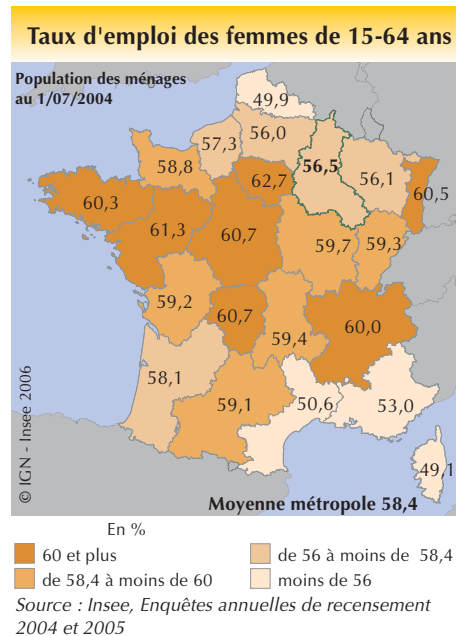 Taux d'emploi des femmes de 15-64 ans
Population des ménages
au 1/07/2004
49,9
56,0
57,3
58,8
56,5
56,1
62,7
60,5
60,3
61,3
60,7
59,7
59,3
59,2
60,7
59,4
60,0
58,1
59,1
50,6
53,0
49,1
© IGN - Insee 2006
Moyenne métropole 58,4
En %
60 et plus
de 56 à moins de 58,4
de 58,4 à moins de 60
moins de 56
Source : Insee, Enquêtes annuelles de recensement
2004 et 2005